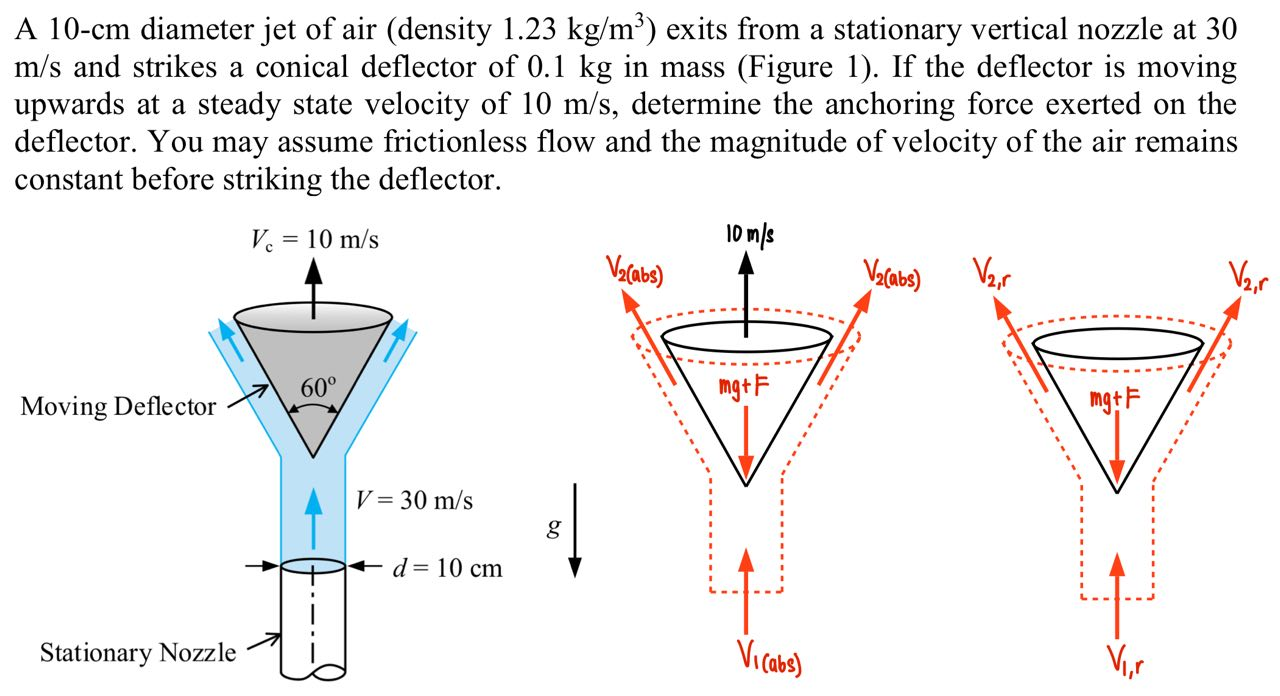 A 10-cm diameter jet of air (density 1.23 kg/m³) exits from a stationary vertical nozzle at 30
m/s and strikes a conical deflector of 0.1 kg in mass (Figure 1). If the deflector is moving
upwards at a steady state velocity of 10 m/s, determine the anchoring force exerted on the
deflector. You may assume frictionless flow and the magnitude of velocity of the air remains
constant before striking the deflector.
V_c = 10 m/s
60°
Moving Deflector
V = 30 m/s
g
d = 10 cm
Stationary Nozzle
10 m/s
V₂(abs)
V₂(abs)
mg+F
V₁(abs)
V₂,r
V₂,r
mg+F
V₁,r